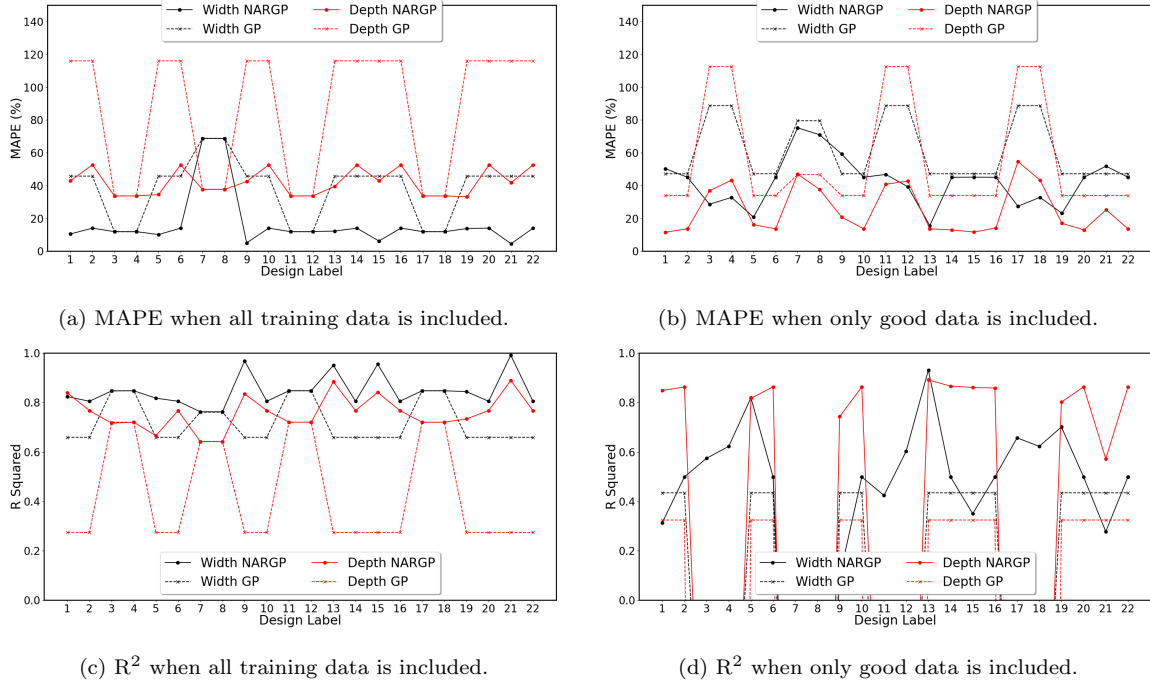 Width NARGP
Width GP
Depth NARGP
Depth GP
MAPE (%)
140
120
100
80
60
40
20
0
1 2 3 4 5 6 7 8 9 10 11 12 13 14 15 16 17 18 19 20 21 22
Design Label
(a) MAPE when all training data is included.
Width NARGP
Width GP
Depth NARGP
Depth GP
MAPE (%)
140
120
100
80
60
40
20
0
1 2 3 4 5 6 7 8 9 10 11 12 13 14 15 16 17 18 19 20 21 22
Design Label
(b) MAPE when only good data is included.
R Squared
1.0
0.8
0.6
0.4
0.2
0.0
Width NARGP
Width GP
Depth NARGP
Depth GP
1 2 3 4 5 6 7 8 9 10 11 12 13 14 15 16 17 18 19 20 21 22
Design Label
(c) R² when all training data is included.
R Squared
1.0
0.8
0.6
0.4
0.2
0.0
Width NARGP
Width GP
Depth NARGP
Depth GP
1 2 3 4 5 6 7 8 9 10 11 12 13 14 15 16 17 18 19 20 21 22
Design Label
(d) R² when only good data is included.